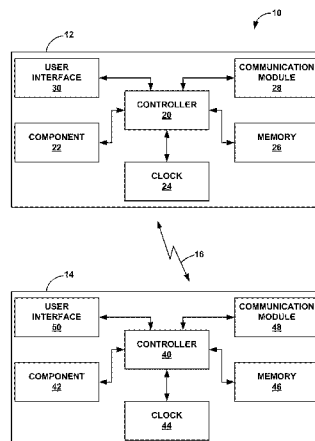 10
12
USER
INTERFACE
30
COMMUNICATION
MODULE
28
CONTROLLER
20
COMPONENT
22
MEMORY
26
CLOCK
24
16
14
USER
INTERFACE
50
COMMUNICATION
MODULE
48
CONTROLLER
40
COMPONENT
42
MEMORY
46
CLOCK
44